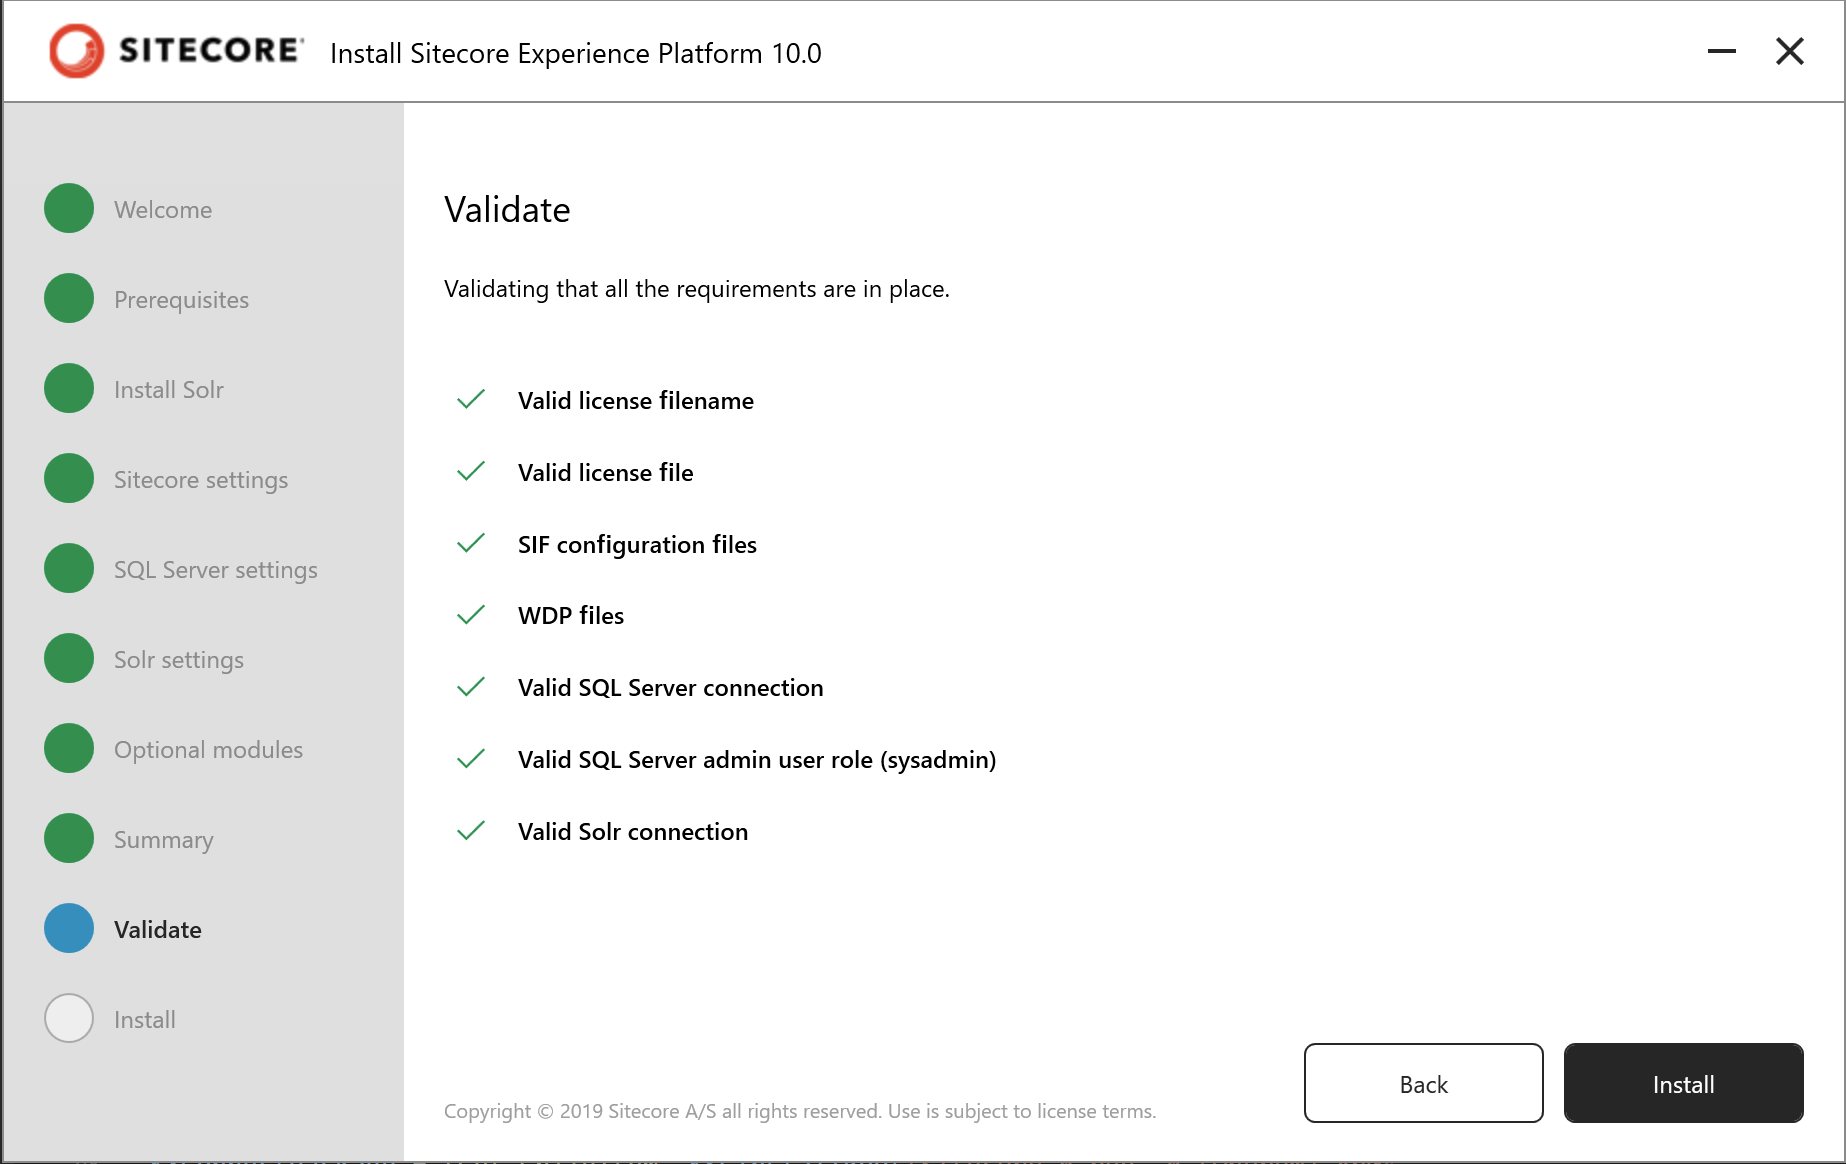 SITECORE
Install Sitecore Experience Platform 10.0
Welcome
Prerequisites
Install Solr
Sitecore settings
SQL Server settings
Solr settings
Optional modules
Summary
Validate
Install
Validate
Validating that all the requirements are in place.
Valid license filename
Valid license file
SIF configuration files
WDP files
Valid SQL Server connection
Valid SQL Server admin user role (sysadmin)
Valid Solr connection
Back
Install
Copyright © 2019 Sitecore A/S all rights reserved. Use is subject to license terms.